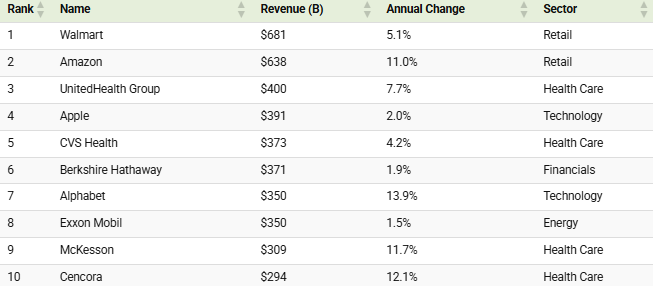 Rank Name Revenue (B) Annual Change Sector
1 Walmart $681 5.1% Retail
2 Amazon $638 11.0% Retail
3 UnitedHealth Group $400 7.7% Health Care
4 Apple $391 2.0% Technology
5 CVS Health $373 4.2% Health Care
6 Berkshire Hathaway $371 1.9% Financials
7 Alphabet $350 13.9% Technology
8 Exxon Mobil $350 1.5% Energy
9 McKesson $309 11.7% Health Care
10 Cencora $294 12.1% Health Care